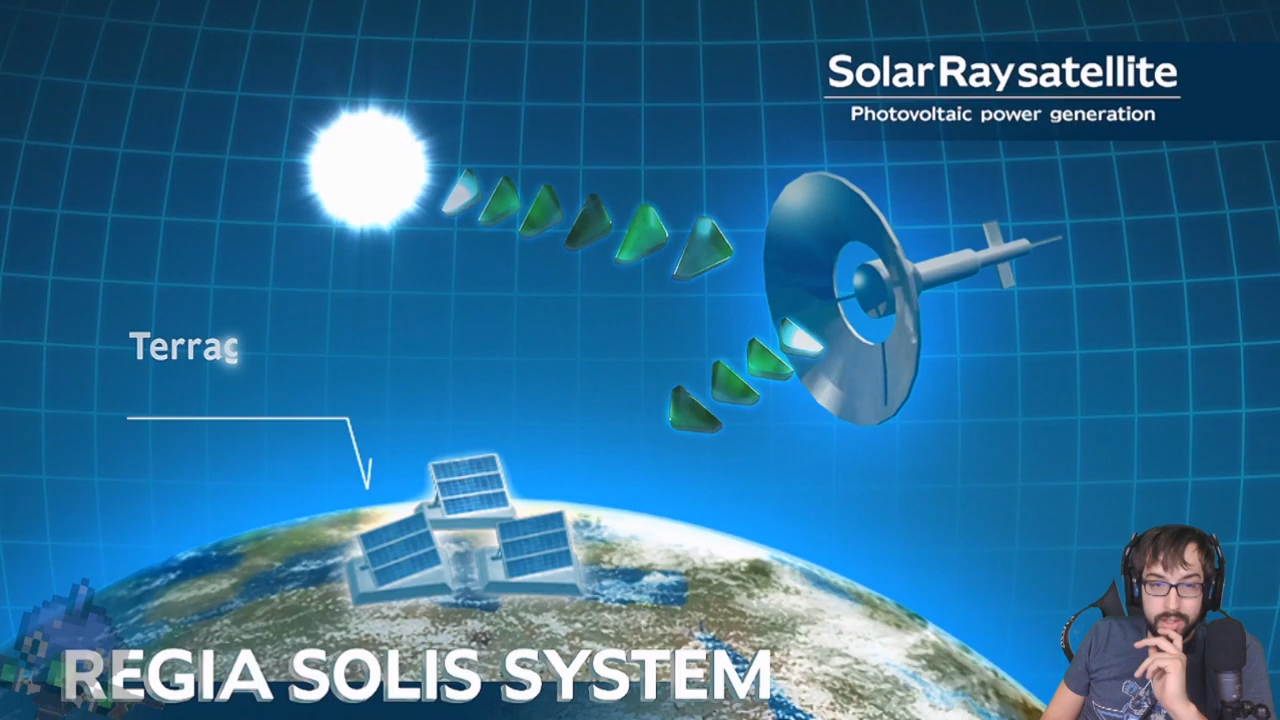 Solar Ray satellite
Photovoltaic power generation
Terrag
REGIA SOLIS SYSTEM